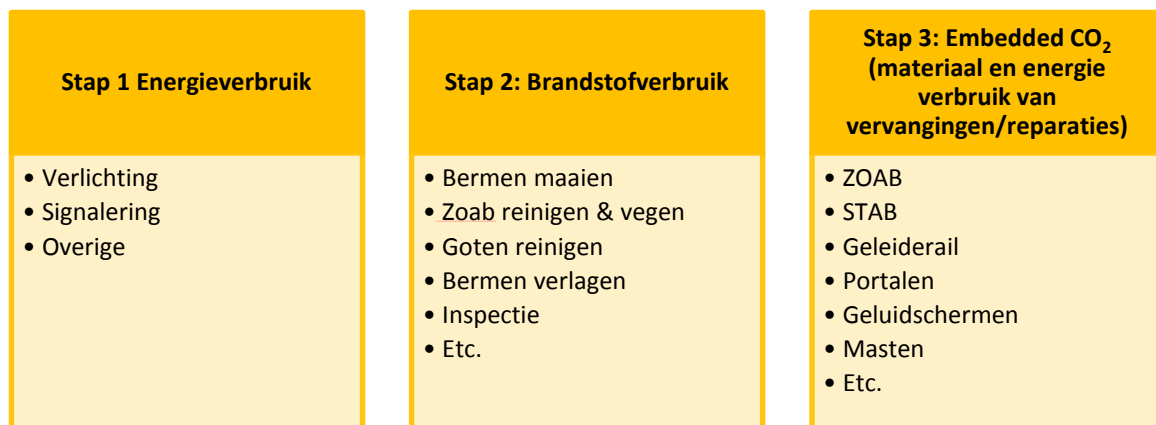 Stap 1 Energieverbruik
• Verlichting
• Signalering
• Overige
Stap 2: Brandstofverbruik
• Bermen maaien
• Zoab reinigen & vegen
• Goten reinigen
• Bermen verlagen
• Inspectie
• Etc.
Stap 3: Embedded CO₂
(materiaal en energie
verbruik van
vervangingen/reparaties)
• ZOAB
• STAB
• Geleiderail
• Portalen
• Geluidschermen
• Masten
• Etc.